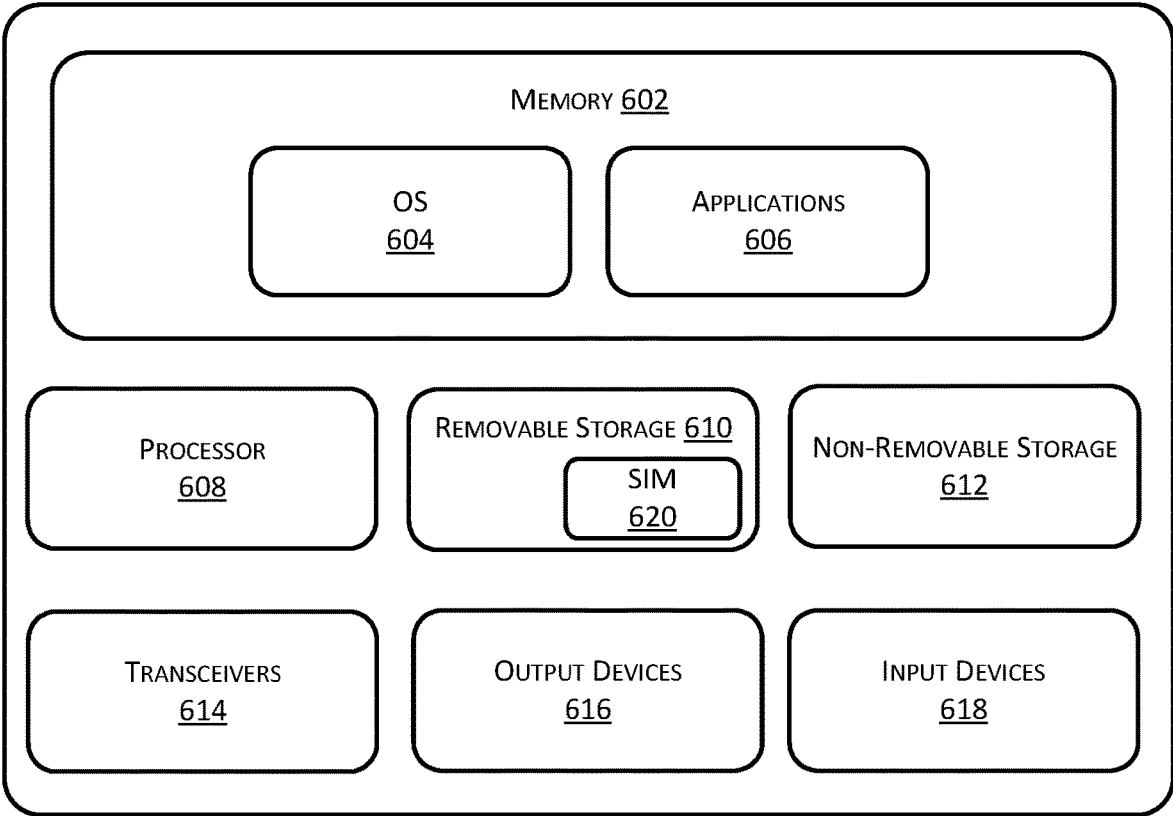 MEMORY 602
OS
604
APPLICATIONS
606
PROCESSOR
608
REMOVABLE STORAGE 610
SIM
620
NON-REMOVABLE STORAGE
612
TRANSCEIVERS
614
OUTPUT DEVICES
616
INPUT DEVICES
618